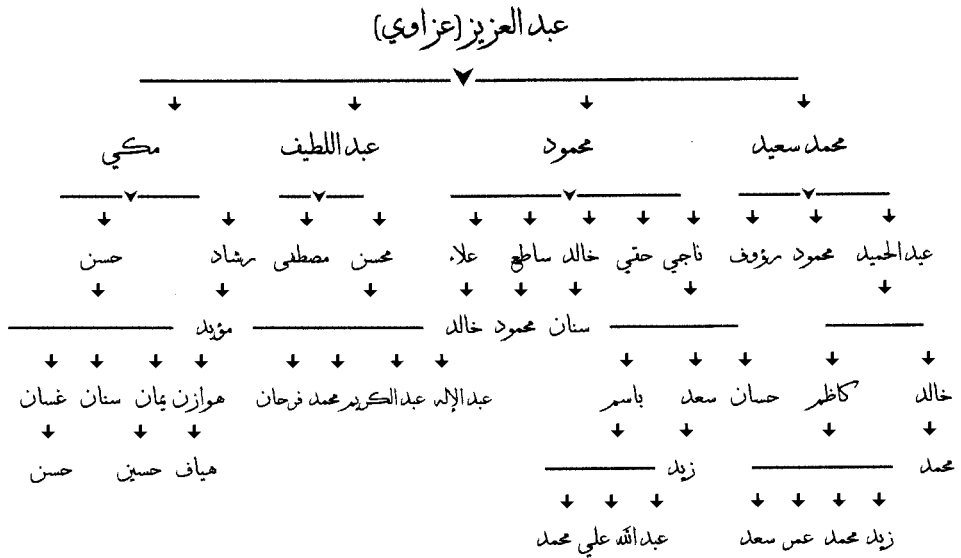 عبد العزيز (عزاوي)
محمد سعيد محمود عبد اللطيف مكي
عبد الحميد محمود رؤوف ناجي حقي خالد ساطع علاء محسن مصطفى رشاد حسن
سنان محمود خالد مؤيد
خالد كاظم حسان سعد باسم عبد الإله عبد الكريم محمد فرحان هوازن يمان سنان غسان
محمد زيد هياف حسين حسن
زيد محمد عمر سعد عبد الله علي محمد